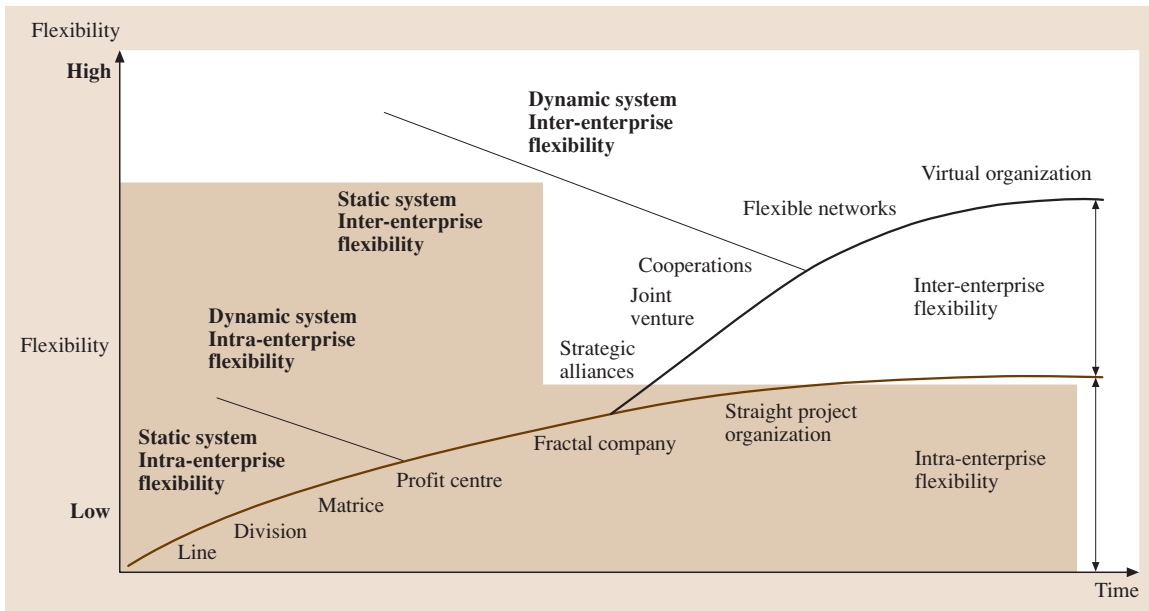 Flexibility
High
Dynamic system
Inter-enterprise
flexibility
Virtual organization
Static system
Inter-enterprise
flexibility
Flexible networks
Cooperations
Joint
venture
Inter-enterprise
flexibility
Dynamic system
Intra-enterprise
flexibility
Flexibility
Strategic
alliances
Straight project
organization
Static system
Intra-enterprise
flexibility
Fractal company
Intra-enterprise
flexibility
Profit centre
Matrice
Low
Division
Line
Time